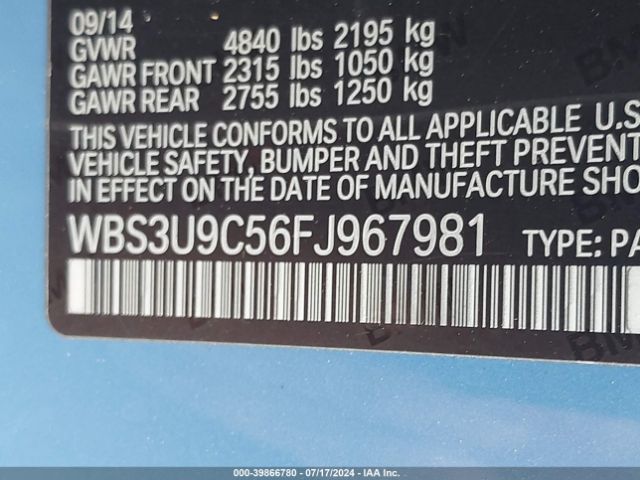 09/14
GVWR 4840 lbs 2195 kg
GAWR FRONT 2315 lbs 1050 kg
GAWR REAR 2755 lbs 1250 kg
THIS VEHICLE CONFORMS TO ALL APPLICABLE U.S
VEHICLE SAFETY, BUMPER AND THEFT PREVENT
IN EFFECT ON THE DATE OF MANUFACTURE SHO
WBS3U9C56FJ967981 TYPE: PA
000-39866780 - 07/17/2024 - IAA Inc.